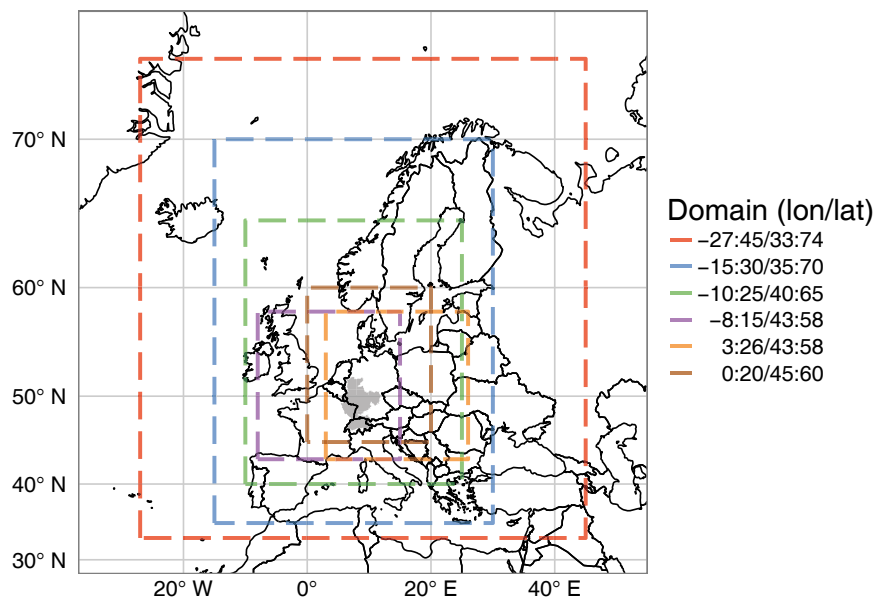 70° N
60° N
50° N
40° N
30° N
20° W
0°
20° E
40° E
Domain (lon/lat)
−27:45/33:74
−15:30/35:70
−10:25/40:65
−8:15/43:58
3:26/43:58
0:20/45:60